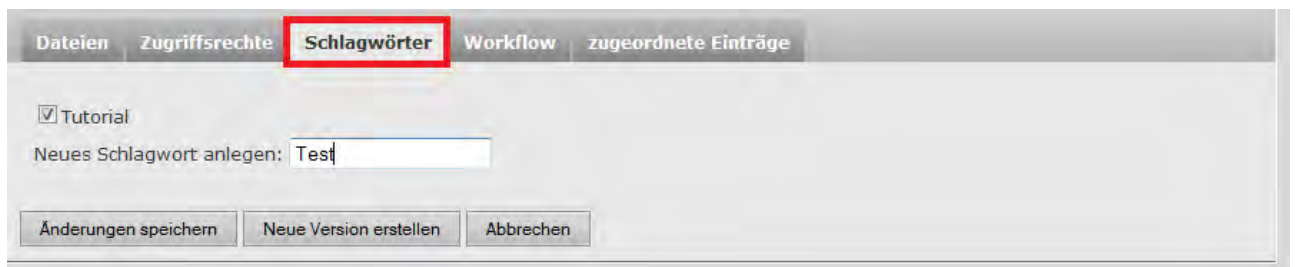 Dateien Zugriffsrechte Schlagwörter Workflow zugeordnete Einträge
Tutorial
Neues Schlagwort anlegen: Test
Änderungen speichern Neue Version erstellen Abbrechen